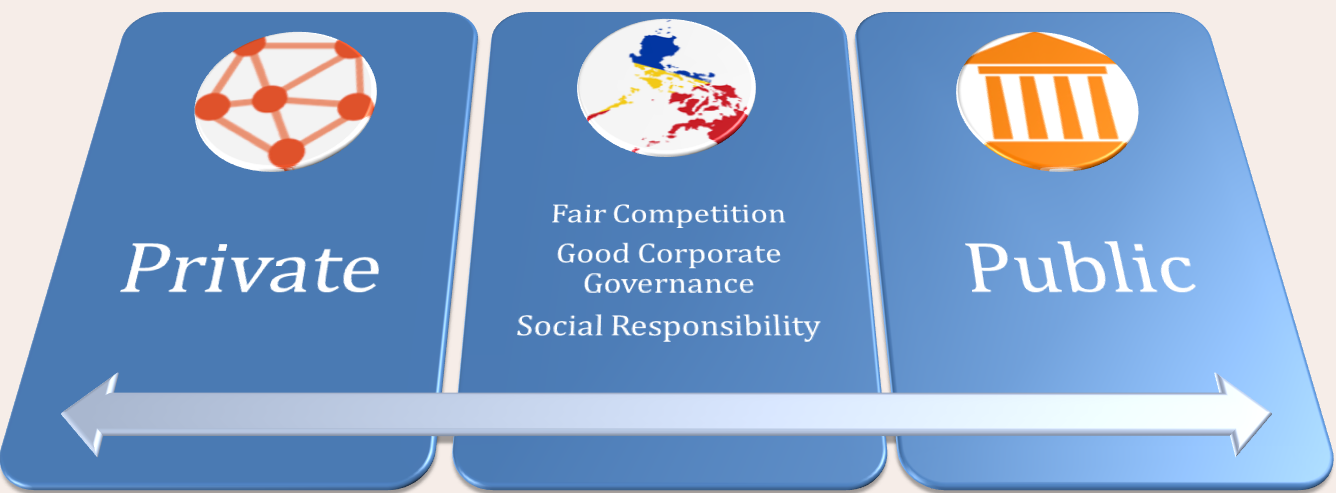 Private
Fair Competition
Good Corporate
Governance
Social Responsibility
Public